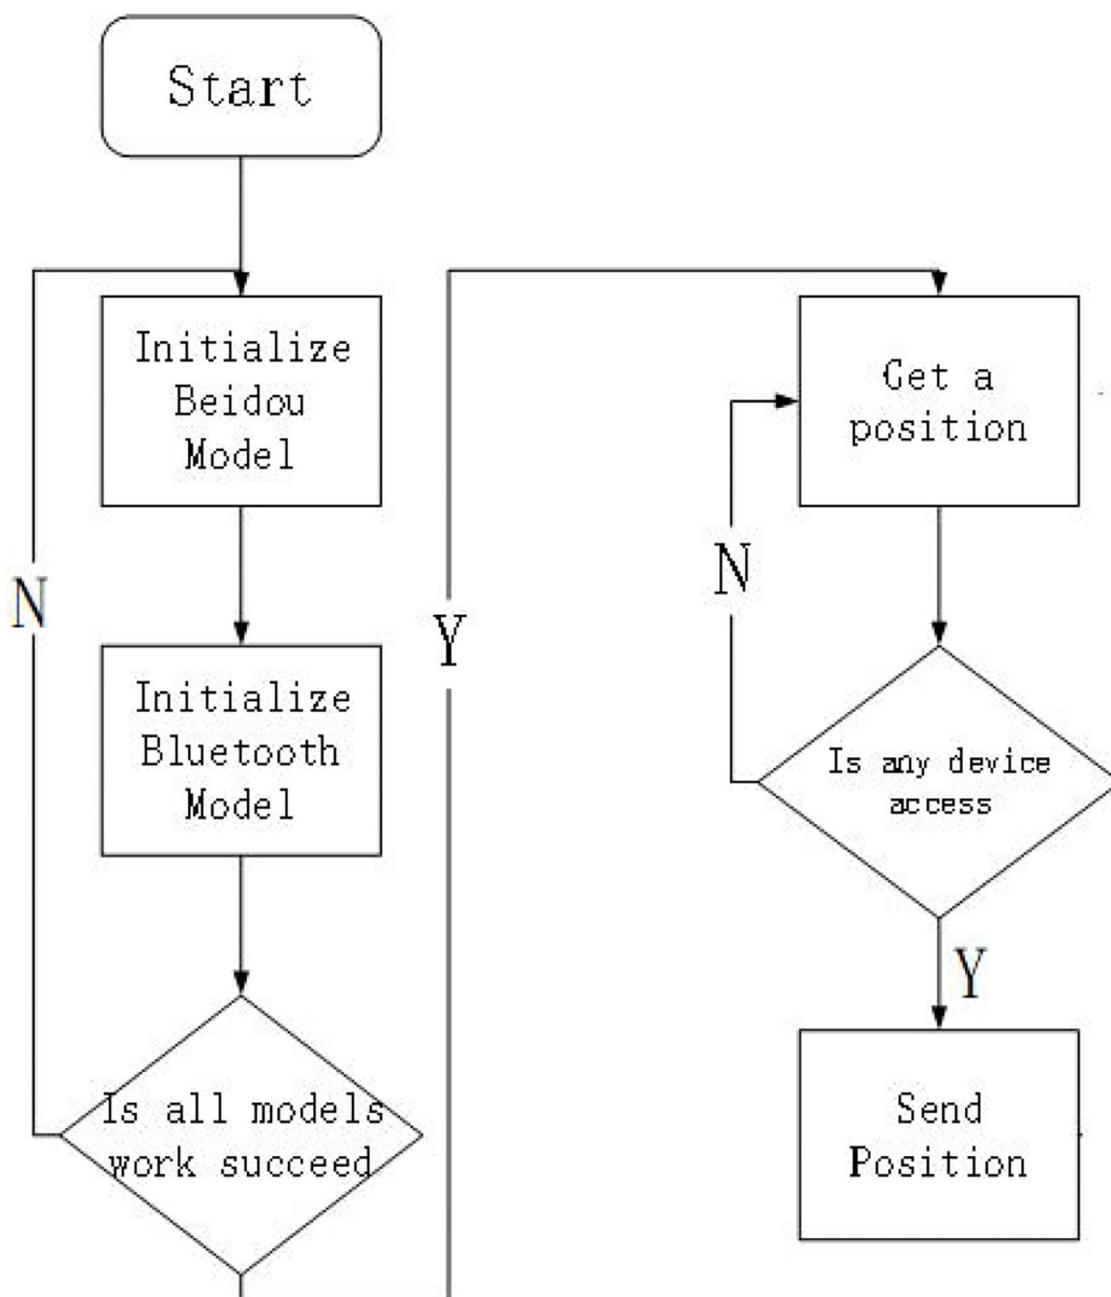 Start
Initialize
Beidou
Model
N
Initialize
Bluetooth
Model
Is all models
work succeed
Y
Get a
position
N
Is any device
access
Y
Send
Position